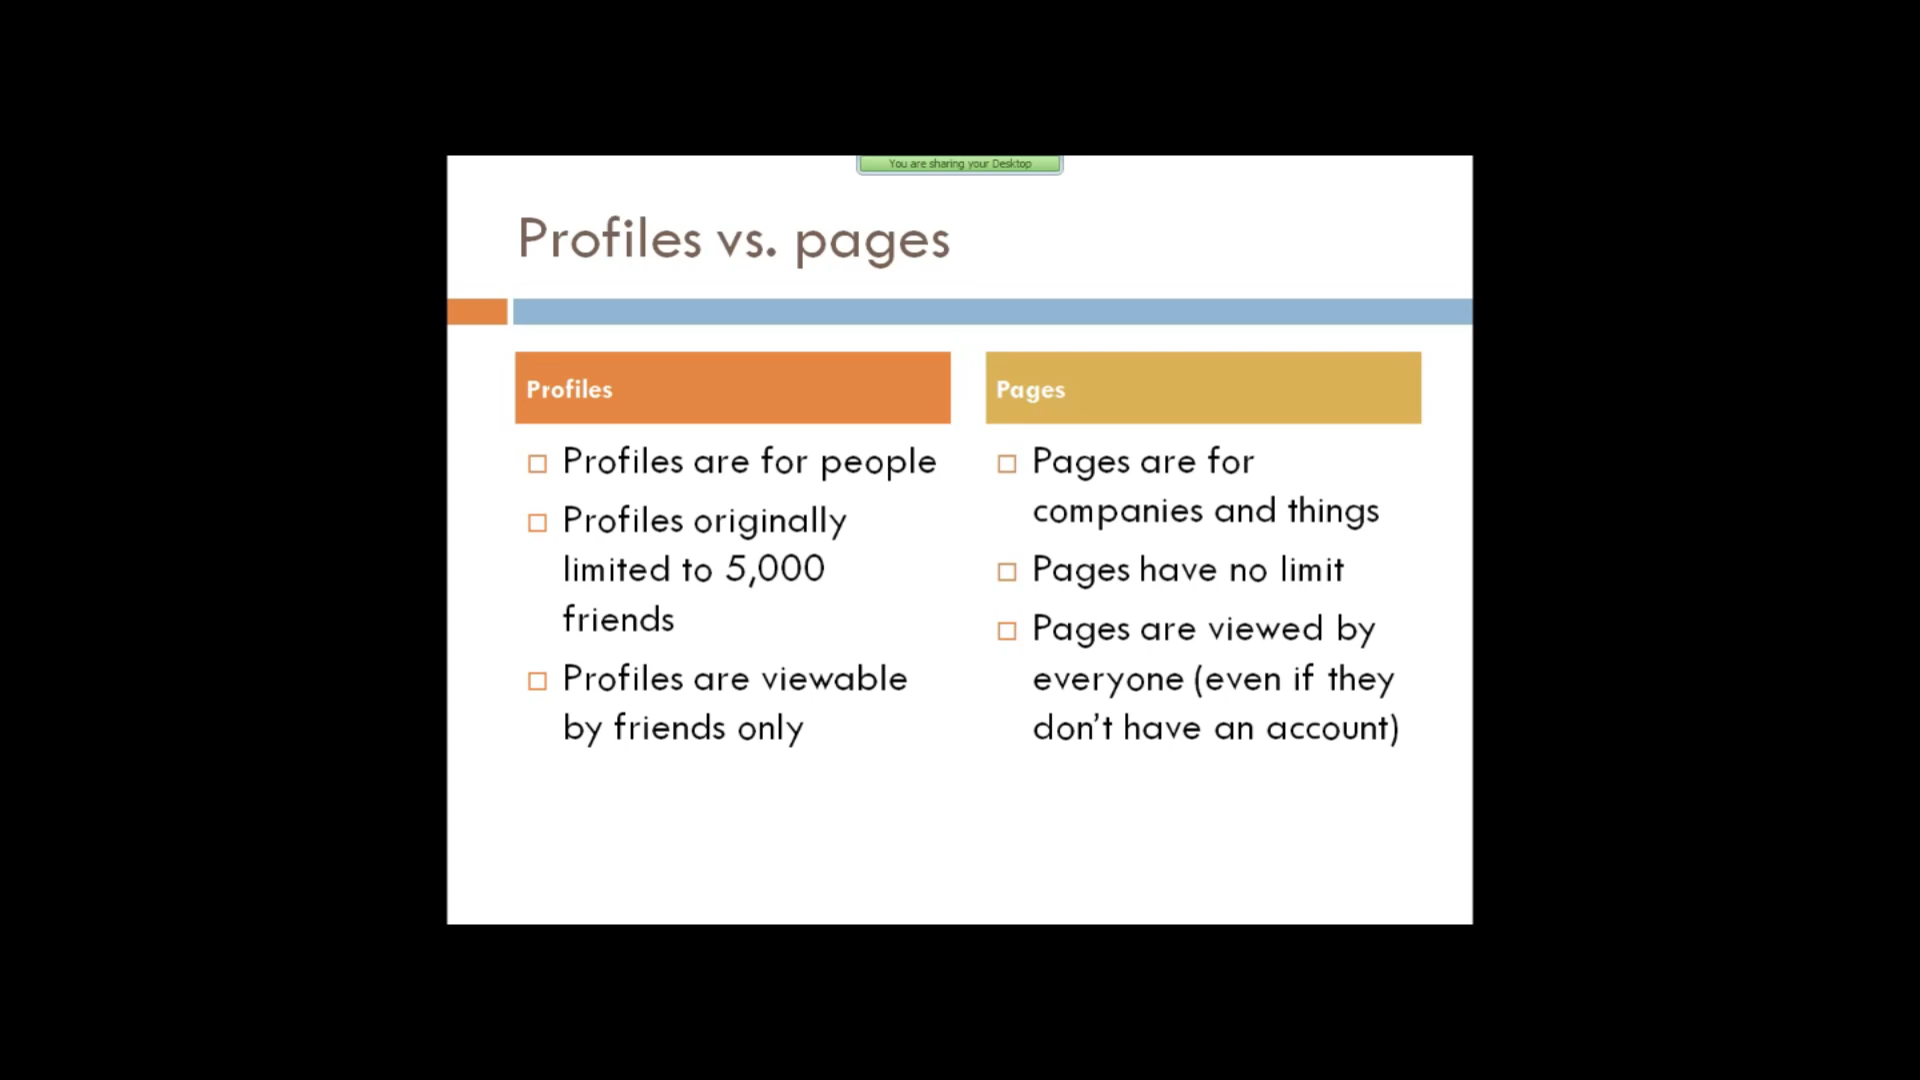 You are sharing your Desktop
Profiles vs. pages
Profiles
Profiles are for people
Profiles originally
limited to 5,000
friends
Profiles are viewable
by friends only
Pages
Pages are for
companies and things
Pages have no limit
Pages are viewed by
everyone (even if they
don’t have an account)